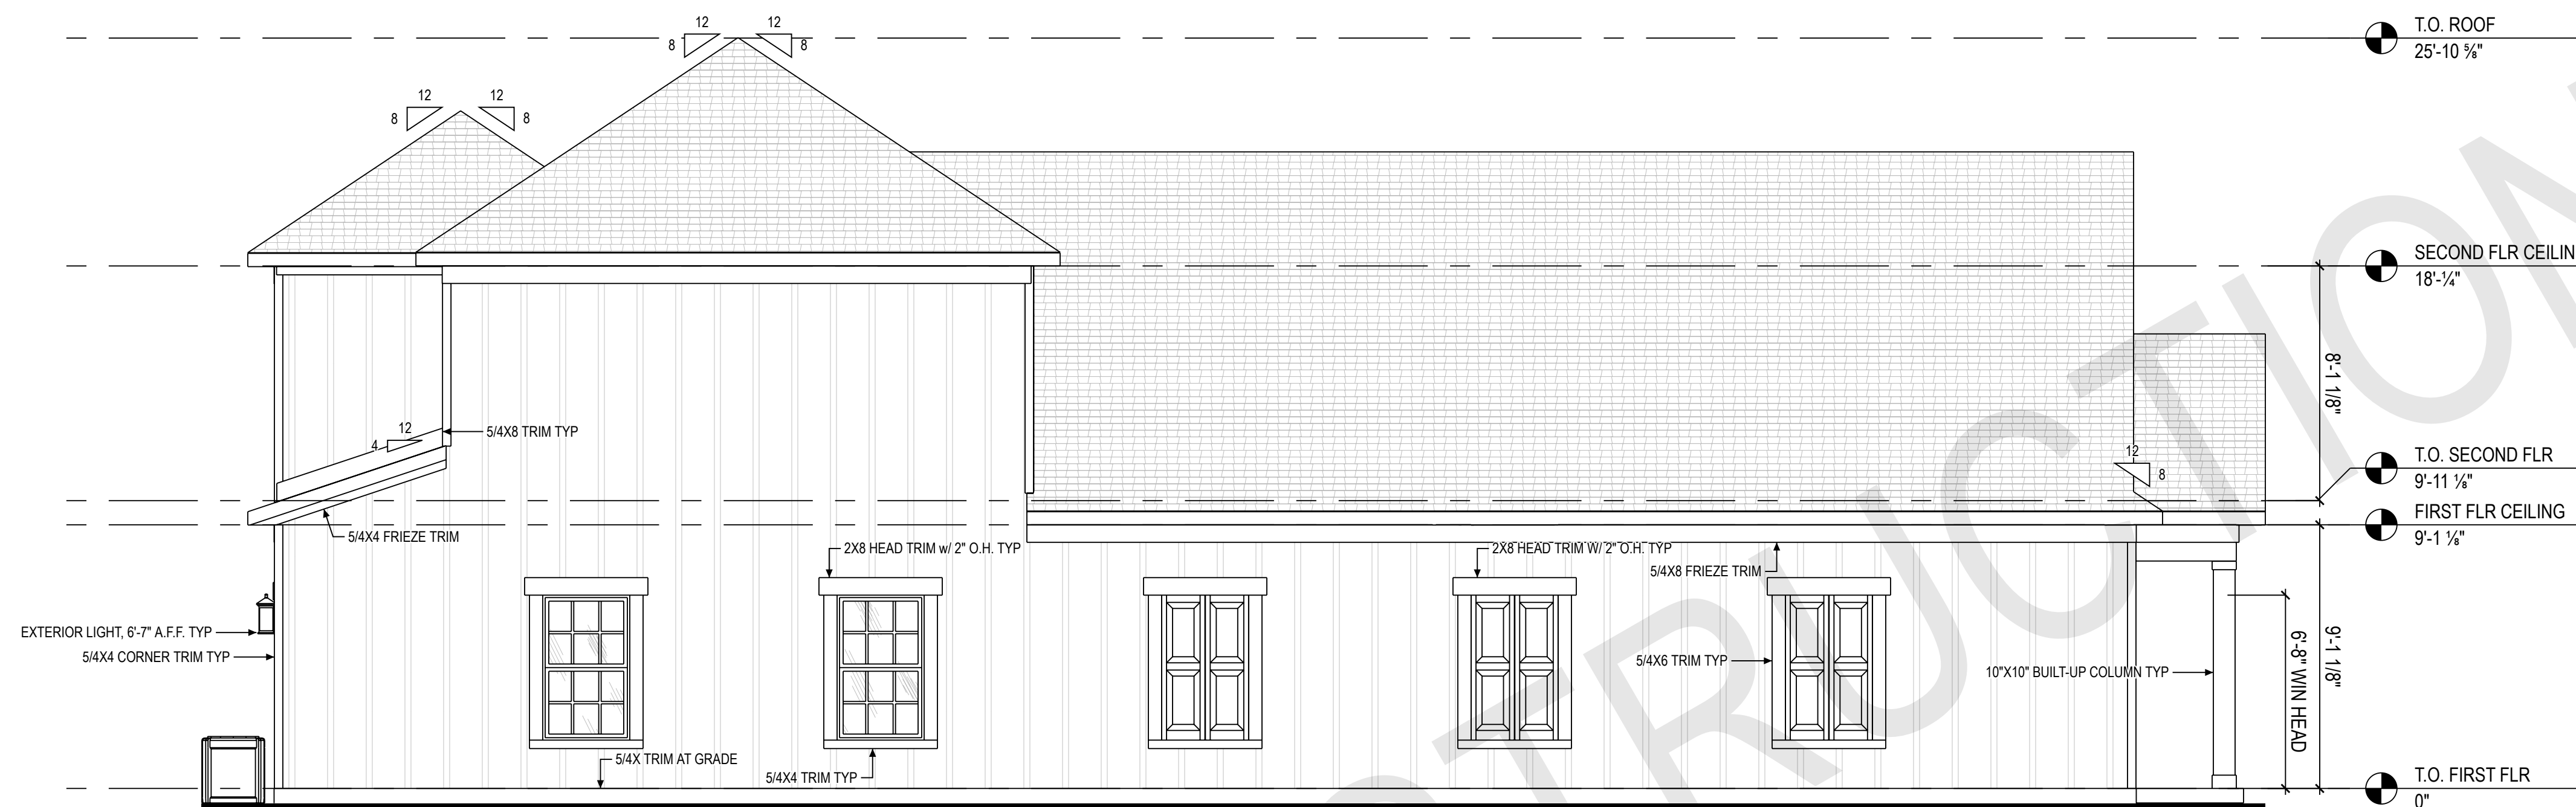 12 12
8 8
T.O. ROOF
25'-10 ⅝"
12 12
8 8
SECOND FLR CEILIN
18'-¼"
8'-1 1/8"
12
4
5/4X8 TRIM TYP
12
8
T.O. SECOND FLR
9'-11 ⅛"
FIRST FLR CEILING
9'-1 ⅛"
5/4X4 FRIEZE TRIM
2X8 HEAD TRIM w/ 2" O.H. TYP
2X8 HEAD TRIM W/ 2" O.H. TYP
5/4X8 FRIEZE TRIM
EXTERIOR LIGHT, 6'-7" A.F.F. TYP
5/4X4 CORNER TRIM TYP
5/4X6 TRIM TYP
10"X10" BUILT-UP COLUMN TYP
6'-8" WIN HEAD
9'-1 1/8"
5/4X TRIM AT GRADE
5/4X4 TRIM TYP
T.O. FIRST FLR
0"
STRUCTION